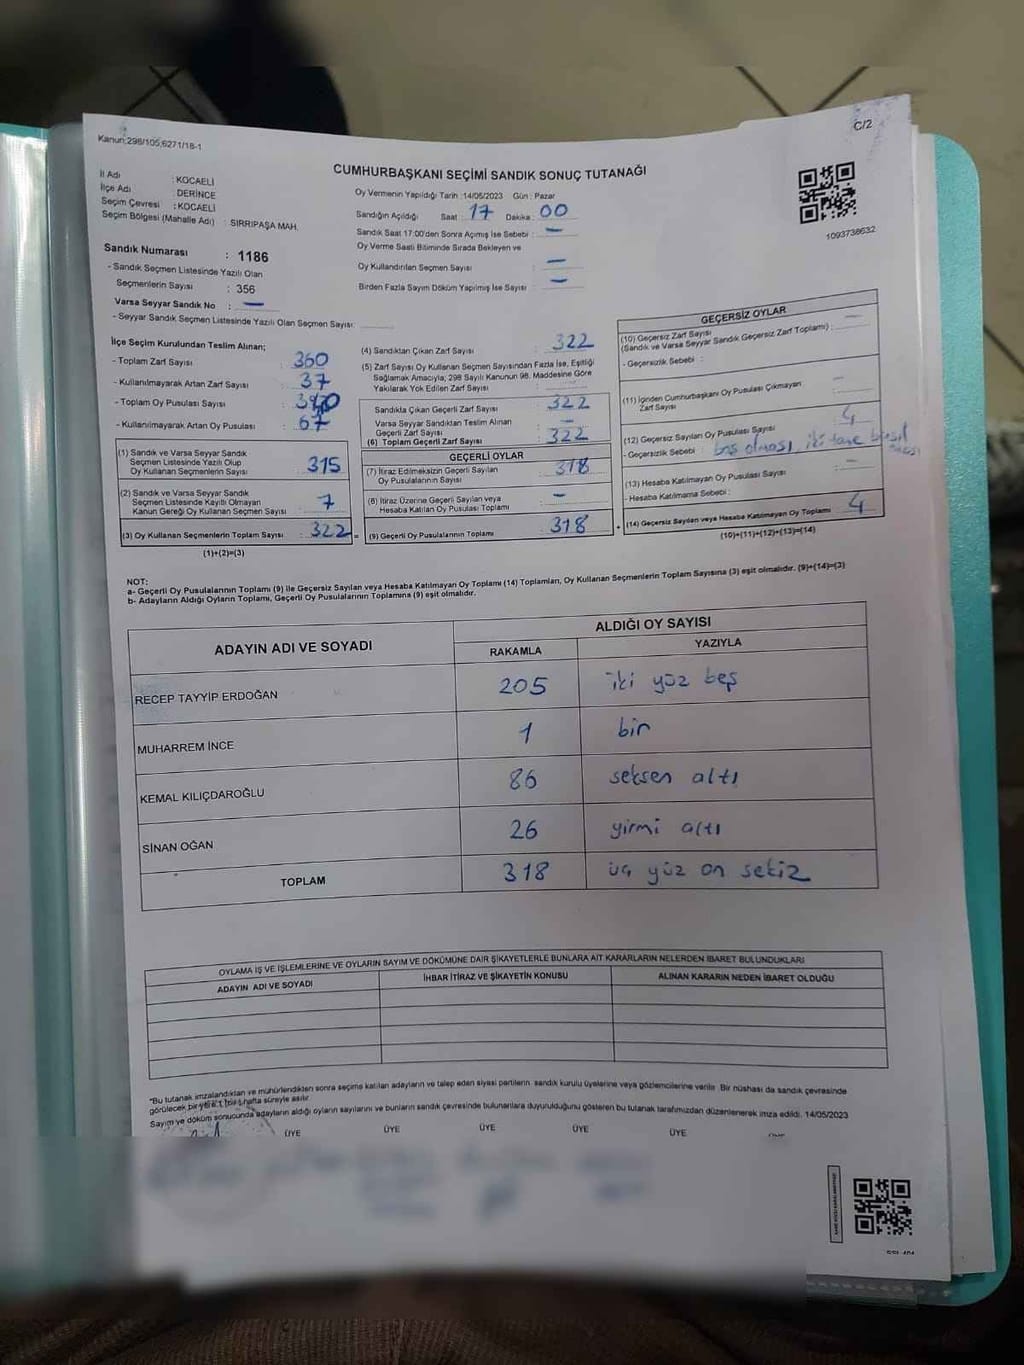 C/2
Kanun:298/105,6271/18-1
CUMHURBAŞKANI SEÇİMİ SANDIK SONUÇ TUTANAĞI
İl Adı : KOCAELİ
İlçe Adı : DERİNCE
Seçim Çevresi : KOCAELİ
Seçim Bölgesi (Mahalle Adı) : SIRRIPAŞA MAH.
Oy Vermenin Yapıldığı Tarih :14/05/2023 Gün : Pazar
Sandığın Açıldığı Saat 17 Dakika 00
Sandık Saat 17:00'den Sonra Açımış İse Sebebi : —
Oy Verme Saati Bitiminde Sırada Bekleyen ve
Oy Kullandırılan Seçmen Sayısı —
Birden Fazla Sayım Döküm Yapılmış İse Sayısı : —
1093738632
Sandık Numarası : 1186
- Sandık Seçmen Listesinde Yazılı Olan
Seçmenlerin Sayısı : 356
Varsa Seyyar Sandık No : —
- Seyyar Sandık Seçmen Listesinde Yazılı Olan Seçmen Sayısı:
İlçe Seçim Kurulundan Teslim Alınan;
- Toplam Zarf Sayısı : 360
- Kullanılmayarak Artan Zarf Sayısı : 37
- Toplam Oy Pusulası Sayısı :
- Kullanılmayarak Artan Oy Pusulası : 67
(1) Sandık ve Varsa Seyyar Sandık
Seçmen Listesinde Yazılı Olup
Oy Kullanan Seçmenlerin Sayısı : 315
(2) Sandık ve Varsa Seyyar Sandık
Seçmen Listesinde Kayıtlı Olmayan
Kanun Gereği Oy Kullanan Seçmen Sayısı : 7
(3) Oy Kullanan Seçmenlerin Toplam Sayısı : 322 =
(1)+(2)=(3)
(4) Sandıktan Çıkan Zarf Sayısı : 322
(5) Zarf Sayısı Oy Kullanan Seçmen Sayısından Fazla İse, Eşitliği
Sağlamak Amacıyla; 298 Sayılı Kanunun 98. Maddesine Göre
Yakılarak Yok Edilen Zarf Sayısı :
Sandıkta Çıkan Geçerli Zarf Sayısı : 322
Varsa Seyyar Sandıktan Teslim Alınan
Geçerli Zarf Sayısı : —
(6) Toplam Geçerli Zarf Sayısı : 322
GEÇERLİ OYLAR
(7) İtiraz Edilmeksizin Geçerli Sayılan
Oy Pusulalarının Sayısı : 318
(8) İtiraz Üzerine Geçerli Sayılan veya
Hesaba Katılan Oy Pusulası Toplamı : —
(9) Geçerli Oy Pusulalarının Toplamı : 318 +
GEÇERSİZ OYLAR
(10) Geçersiz Zarf Sayısı
(Sandık ve Varsa Seyyar Sandık Geçersiz Zarf Toplamı) : —
- Geçersizlik Sebebi :
(11) İçinden Cumhurbaşkanı Oy Pusulası Çıkmayan
Zarf Sayısı : —
(12) Geçersiz Sayılan Oy Pusulası Sayısı : 4
- Geçersizlik Sebebi : boş olması, iki tane
(13) Hesaba Katılmayan Oy Pusulası Sayısı : —
- Hesaba Katılmama Sebebi :
(14) Geçersiz Sayılan veya Hesaba Katılmayan Oy Toplamı : 4
(10)+(11)+(12)+(13)=(14)
NOT:
a- Geçerli Oy Pusulalarının Toplamı (9) ile Geçersiz Sayılan veya Hesaba Katılmayan Oy Toplamı (14) Toplamları, Oy Kullanan Seçmenlerin Toplam Sayısına (3) eşit olmalıdır. (9)+(14)=(3)
b- Adayların Aldığı Oyların Toplamı, Geçerli Oy Pusulalarının Toplamına (9) eşit olmalıdır.
ADAYIN ADI VE SOYADI
ALDIĞI OY SAYISI
RAKAMLA YAZIYLA
RECEP TAYYİP ERDOĞAN 205 iki yüz beş
MUHARREM İNCE 1 bir
KEMAL KILIÇDAROĞLU 86 seksen altı
SİNAN OĞAN 26 yirmi altı
TOPLAM 318 üç yüz on sekiz
OYLAMA İŞ VE İŞLEMLERİNE VE OYLARIN SAYIM VE DÖKÜMÜNE DAİR ŞİKAYETLERLE BUNLARA AİT KARARLARIN NELERDEN İBARET BULUNDUKLARI
ADAYIN ADI VE SOYADI İHBAR İTİRAZ VE ŞİKAYETİN KONUSU ALINAN KARARIN NEDEN İBARET OLDUĞU
"Bu tutanak imzalandıktan ve mühürlendikten sonra seçime katılan adayların ve talep eden siyasi partilerin sandık kurulu üyelerine veya gözlemcilerine verilir. Bir nüshası da sandık çevresinde
görülecek bir yere 1 (bir) hafta süreyle asılır.
Sayım ve döküm sonucunda adayların aldığı oyların sayılarını ve bunların sandık çevresinde bulunanlara duyurulduğunu gösteren bu tutanak tarafımızdan düzenlenerek imza edildi. 14/05/2023
ÜYE ÜYE ÜYE ÜYE ÜYE